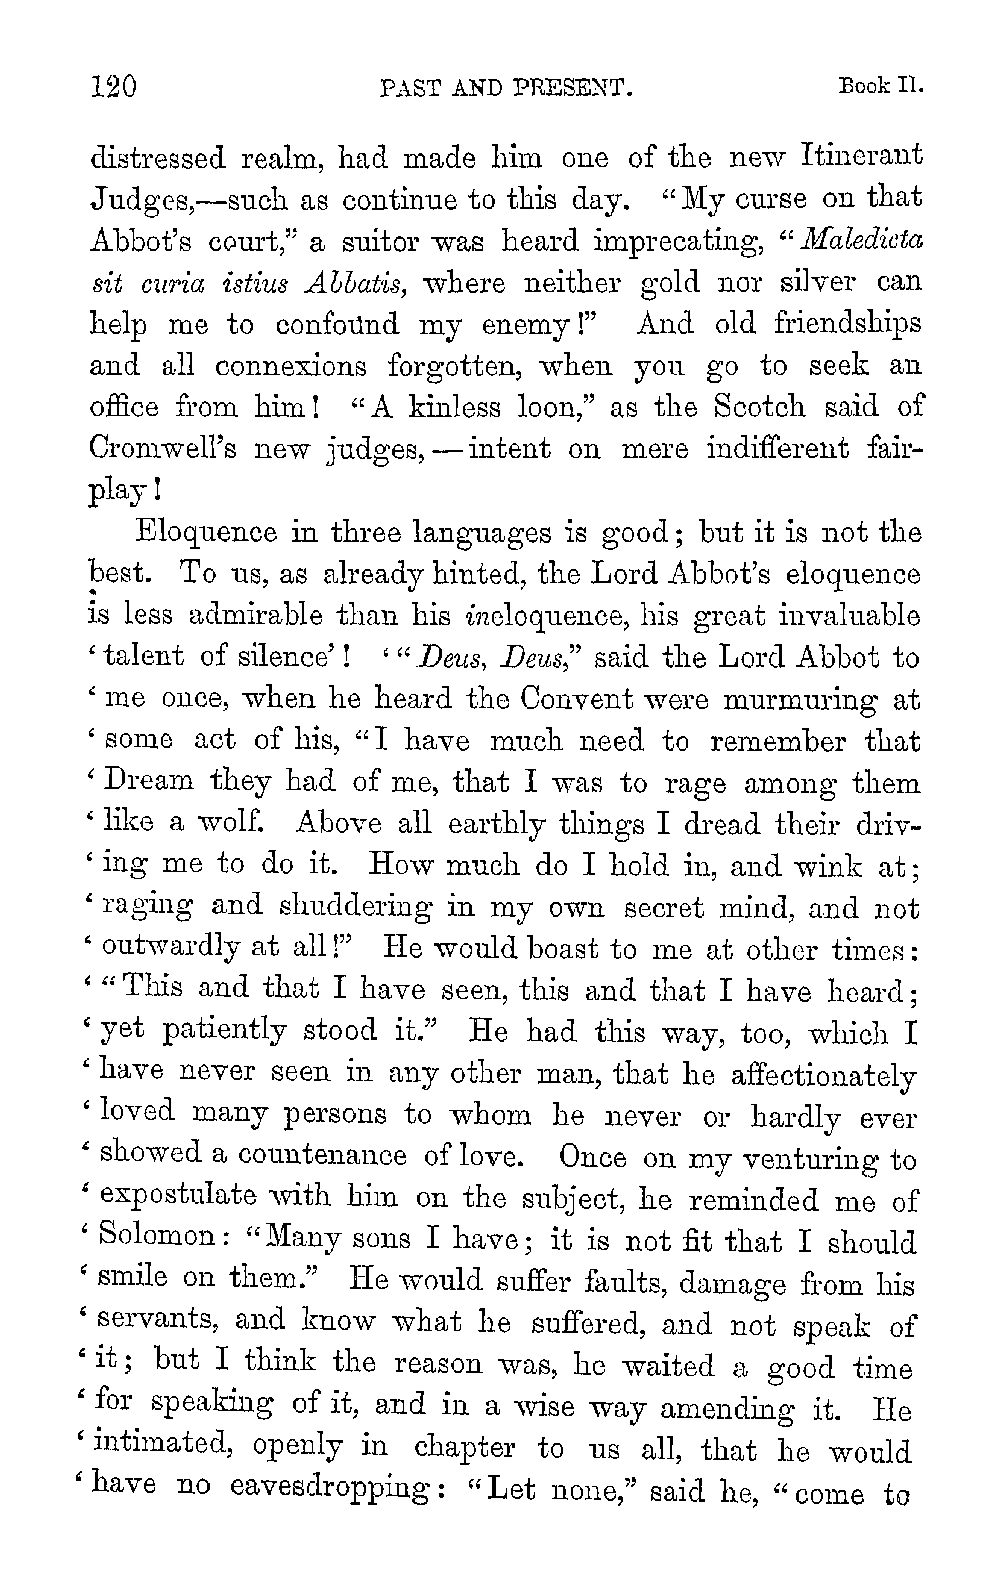 120 PAST AND PRESENT. Book II.
distressed realm, had made him one of the new Itinerant
Judges,—such as continue to this day. “My curse on that
Abbot’s court,” a suitor was heard imprecating, “Maledicta
sit curia istius Abbatis, where neither gold nor silver can
help me to confound my enemy!” And old friendships
and all connexions forgotten, when you go to seek an
office from him! “A kinless loon,” as the Scotch said of
Cromwell’s new judges,—intent on mere indifferent fair-
play!
Eloquence in three languages is good; but it is not the
best. To us, as already hinted, the Lord Abbot’s eloquence
is less admirable than his ineloquence, his great invaluable
‘talent of silence’! ‘“Deus, Deus,” said the Lord Abbot to
‘me once, when he heard the Convent were murmuring at
‘some act of his, “I have much need to remember that
‘Dream they had of me, that I was to rage among them
‘like a wolf. Above all earthly things I dread their driv-
‘ing me to do it. How much do I hold in, and wink at;
‘raging and shuddering in my own secret mind, and not
‘outwardly at all!” He would boast to me at other times:
‘“This and that I have seen, this and that I have heard;
‘yet patiently stood it.” He had this way, too, which I
‘have never seen in any other man, that he affectionately
‘loved many persons to whom he never or hardly ever
‘showed a countenance of love. Once on my venturing to
‘expostulate with him on the subject, he reminded me of
‘Solomon: “Many sons I have; it is not fit that I should
‘smile on them.” He would suffer faults, damage from his
‘servants, and know what he suffered, and not speak of
‘it; but I think the reason was, he waited a good time
‘for speaking of it, and in a wise way amending it. He
‘intimated, openly in chapter to us all, that he would
‘have no eavesdropping: “Let none,” said he, “come to